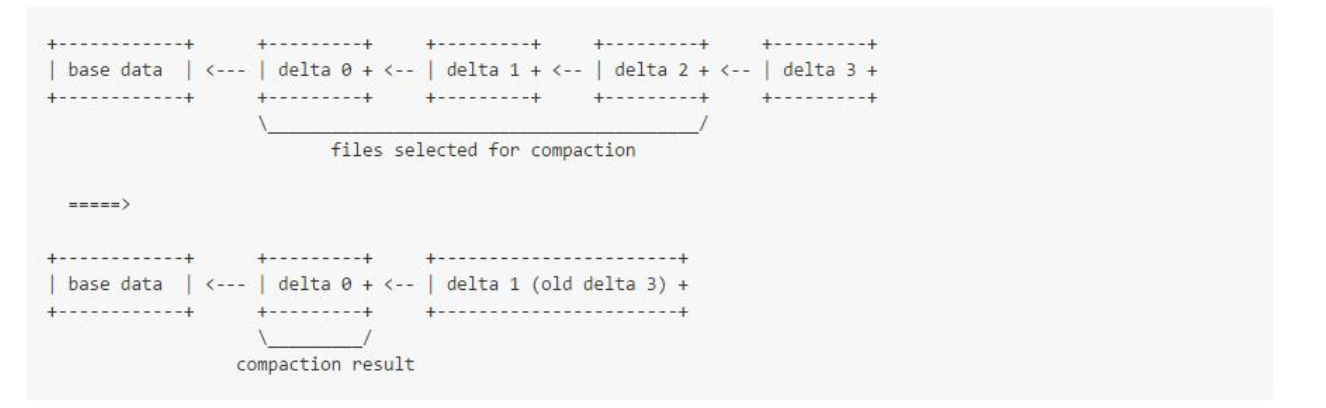 +------------+      +---------+     +---------+     +---------+     +---------+
| base data  | <--- | delta 0 + <-- | delta 1 + <-- | delta 2 + <-- | delta 3 +
+------------+      +---------+     +---------+     +---------+     +---------+
                    \_________________________________________/
                           files selected for compaction
  =====>
+------------+      +---------+     +-----------------------+
| base data  | <--- | delta 0 + <-- | delta 1 (old delta 3) +
+------------+      +---------+     +-----------------------+
                    \_________/
                  compaction result